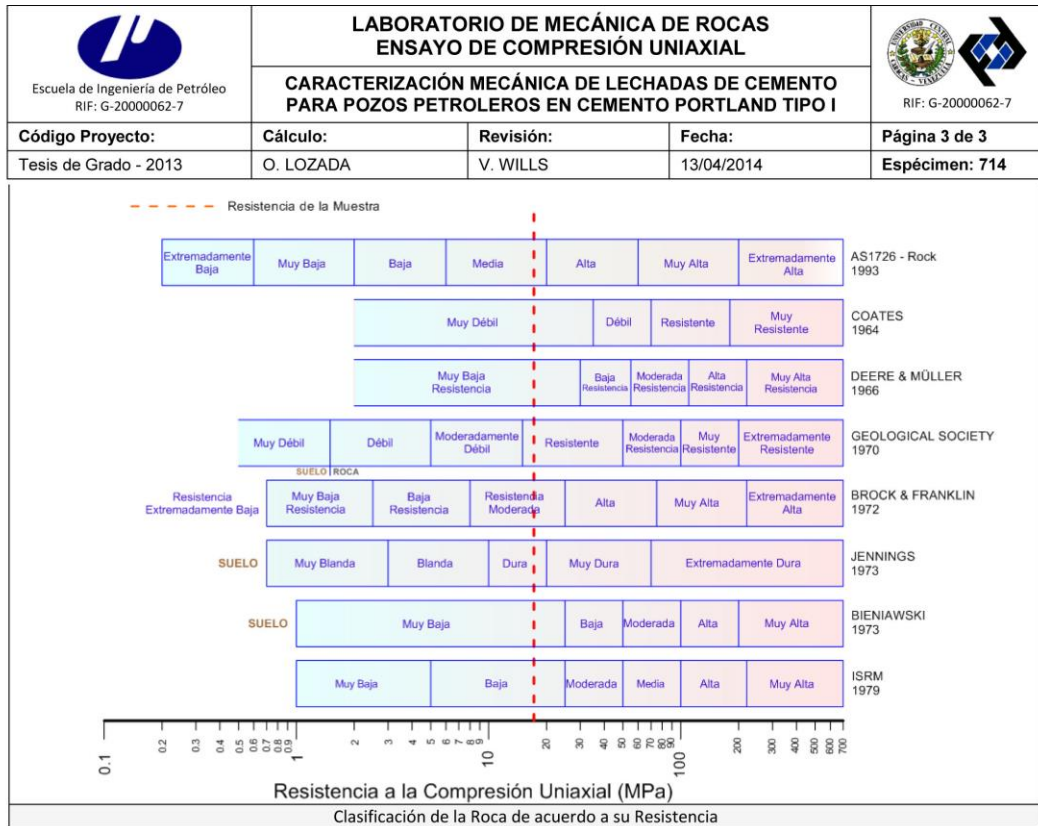 Escuela de Ingeniería de Petróleo
RIF: G-20000062-7
LABORATORIO DE MECÁNICA DE ROCAS
ENSAYO DE COMPRESIÓN UNIAXIAL
CARACTERIZACIÓN MECÁNICA DE LECHADAS DE CEMENTO
PARA POZOS PETROLEROS EN CEMENTO PORTLAND TIPO I
RIF: G-20000062-7
Código Proyecto: Cálculo: Revisión: Fecha: Página 3 de 3
Tesis de Grado - 2013 O. LOZADA V. WILLS 13/04/2014 Espécimen: 714
Resistencia de la Muestra
Extremadamente
Baja
Muy Baja
Baja
Media
Alta
Muy Alta
Extremadamente
Alta
AS1726 - Rock
1993
Muy Débil
Débil
Resistente
Muy
Resistente
COATES
1964
Muy Baja
Resistencia
Baja
Resistencia
Moderada
Resistencia
Alta
Resistencia
Muy Alta
Resistencia
DEERE & MÜLLER
1966
Muy Débil
Débil
Moderadamente
Débil
Resistente
Moderada
Resistencia
Muy
Resistente
Extremadamente
Resistente
GEOLOGICAL SOCIETY
1970
SUELO ROCA
Resistencia
Extremadamente Baja
Muy Baja
Resistencia
Baja
Resistencia
Resistencia
Moderada
Alta
Muy Alta
Extremadamente
Alta
BROCK & FRANKLIN
1972
SUELO
Muy Blanda
Blanda
Dura
Muy Dura
Extremadamente Dura
JENNINGS
1973
SUELO
Muy Baja
Baja
Moderada
Alta
Muy Alta
BIENIAWSKI
1973
Muy Baja
Baja
Moderada
Media
Alta
Muy Alta
ISRM
1979
0.1 0.2 0.3 0.4 0.5 0.6 0.7 0.8 0.9 1 2 3 4 5 6 7 8 9 10 20 30 40 50 60 70 80 90 100 200 300 400 500 600 700
Resistencia a la Compresión Uniaxial (MPa)
Clasificación de la Roca de acuerdo a su Resistencia